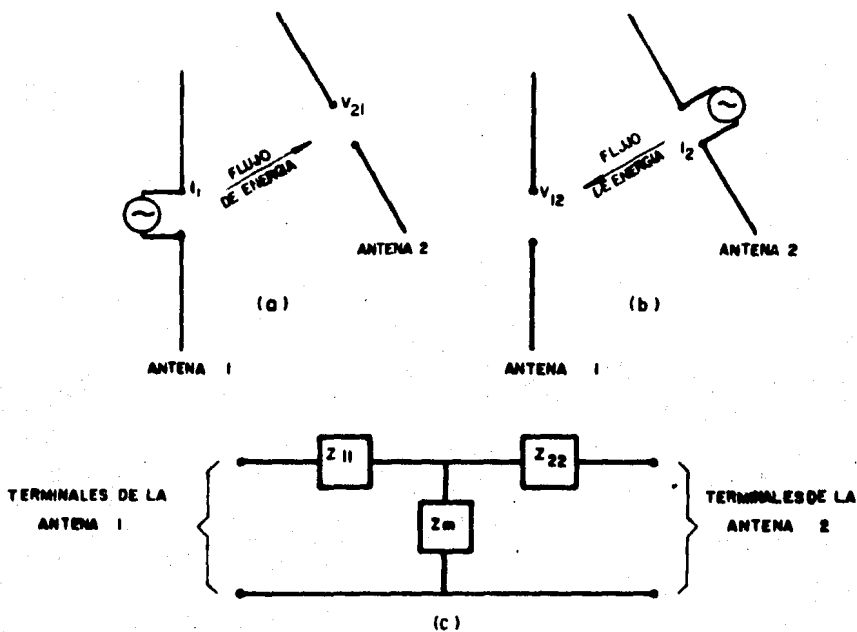 V21
I1
FLUJO
DE ENERGIA
ANTENA 2
(a)
ANTENA 1
I2
FLUJO
DE ENERGIA
V12
ANTENA 2
(b)
ANTENA 1
Z11
Z22
Zm
TERMINALES DE LA
ANTENA 1
TERMINALES DE LA
ANTENA 2
(c)